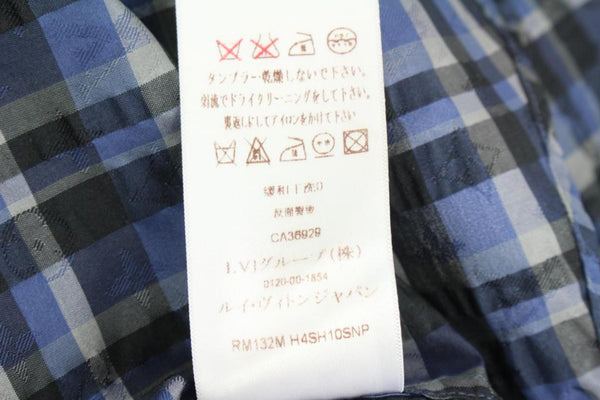 タンブラー乾燥しないで下さい。
弱流でドライクリーニングをして下さい。
裏返しにしてアイロンをかけて下さい
CA36929
LVJグループ(株)
0120-00-1854
ルイ・ヴィトンジャパン
RM132M H4SH10SNP